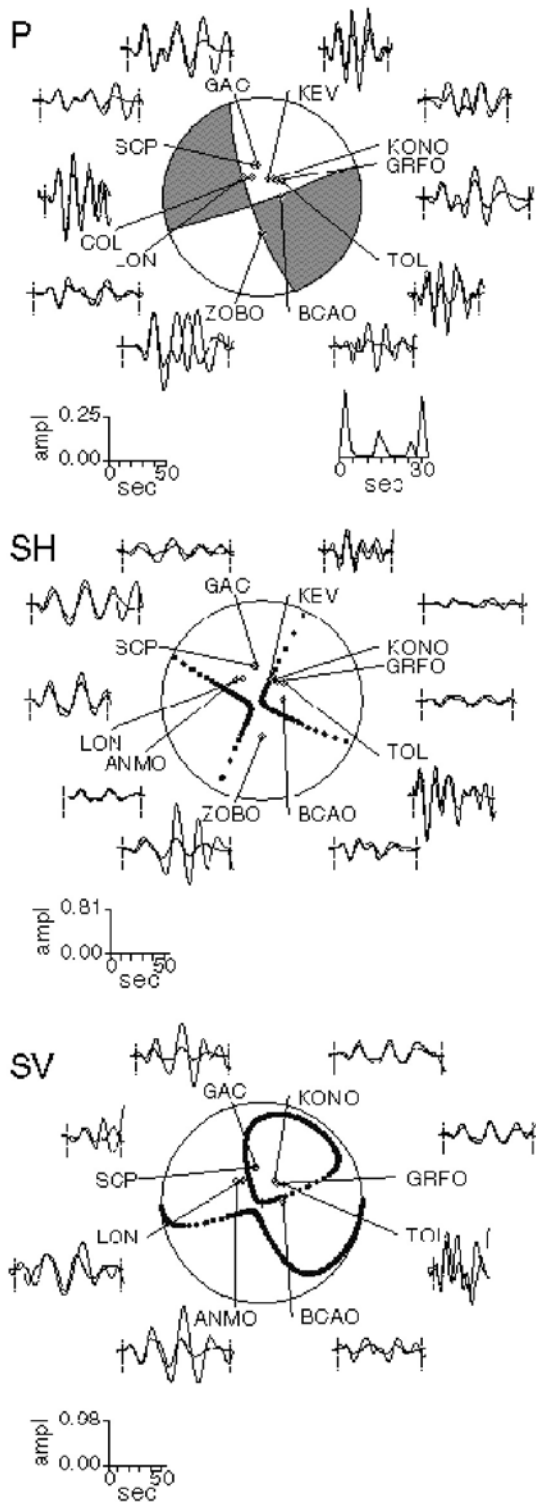 P
GAC KEV
SCP KONO
GRFO
COL
LON TOL
ZOBO BCAO
ampl 0.25
0.00
0 50
sec
0 30
sec
SH
GAC KEV
SCP KONO
GRFO
LON TOL
ANMO
ZOBO BCAO
ampl 0.81
0.00
0 50
sec
SV
GAC KONO
SCP GRFO
LON TOL
ANMO BCAO
ampl 0.98
0.00
0 50
sec